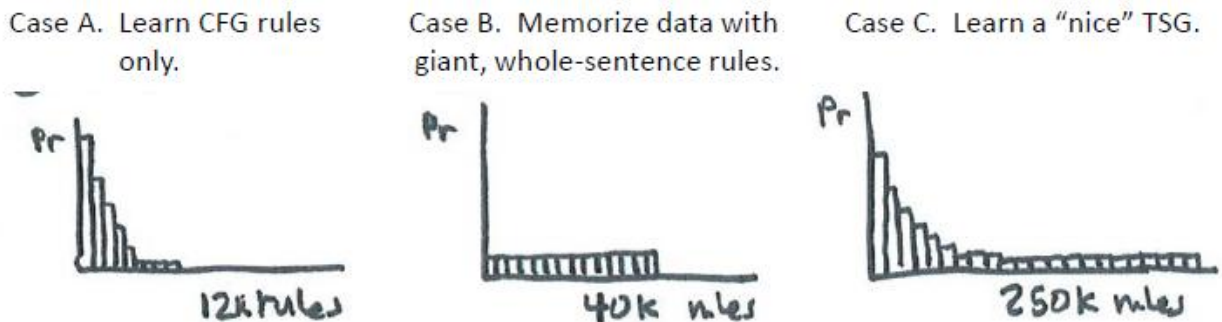 Case A. Learn CFG rules
only.
Case B. Memorize data with
giant, whole-sentence rules.
Case C. Learn a “nice” TSG.
Pr
12k rules
Pr
40k rules
Pr
250k rules